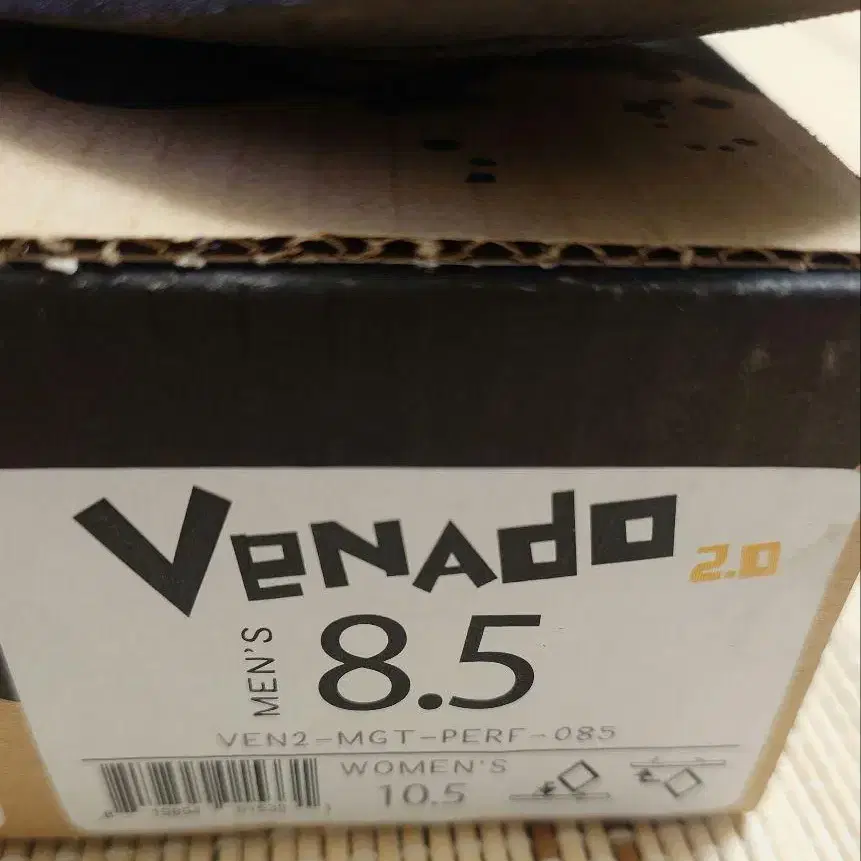 VENADO 2.0
MEN'S 8.5
VEN2-MGT-PERF-085
WOMEN'S
10.5